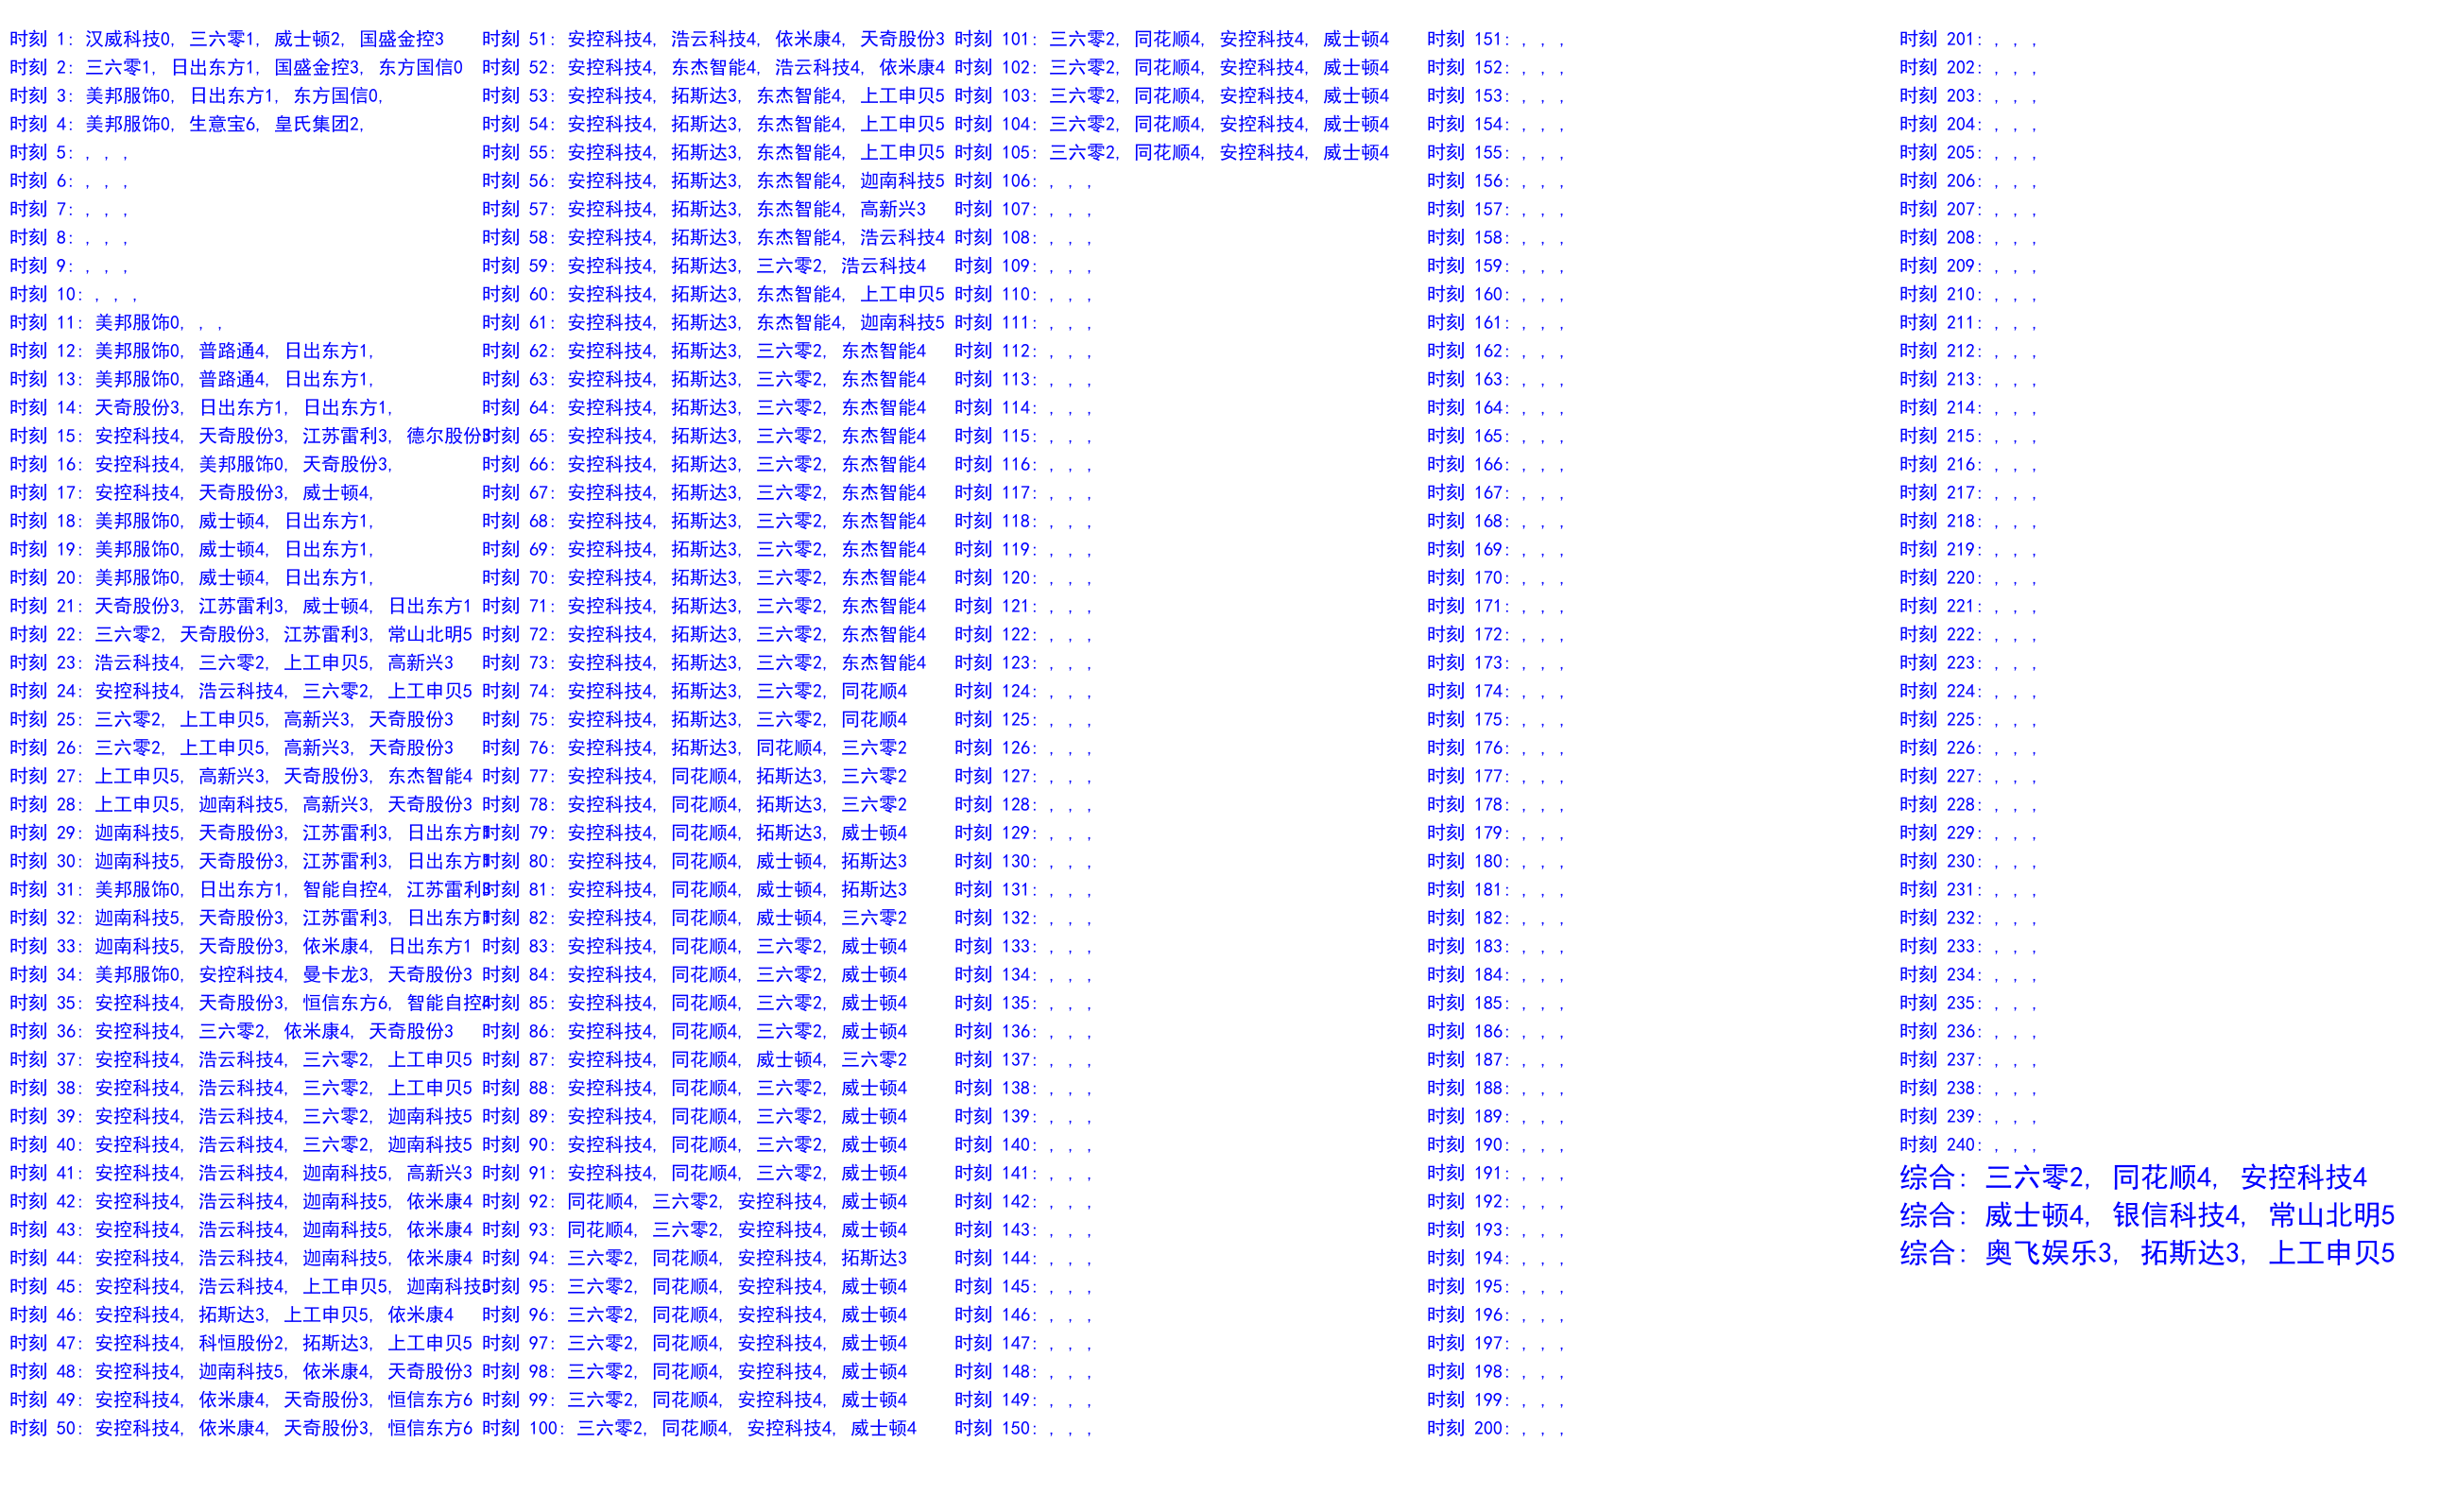 时刻 1: 汉威科技0, 三六零1, 威士顿2, 国盛金控3
时刻 2: 三六零1, 日出东方1, 国盛金控3, 东方国信0
时刻 3: 美邦服饰0, 日出东方1, 东方国信0,
时刻 4: 美邦服饰0, 生意宝6, 皇氏集团2,
时刻 5: , , ,
时刻 6: , , ,
时刻 7: , , ,
时刻 8: , , ,
时刻 9: , , ,
时刻 10: , , ,
时刻 11: 美邦服饰0, , ,
时刻 12: 美邦服饰0, 普路通4, 日出东方1,
时刻 13: 美邦服饰0, 普路通4, 日出东方1,
时刻 14: 天奇股份3, 日出东方1, 日出东方1,
时刻 15: 安控科技4, 天奇股份3, 江苏雷利3, 德尔股份3
时刻 16: 安控科技4, 美邦服饰0, 天奇股份3,
时刻 17: 安控科技4, 天奇股份3, 威士顿4,
时刻 18: 美邦服饰0, 威士顿4, 日出东方1,
时刻 19: 美邦服饰0, 威士顿4, 日出东方1,
时刻 20: 美邦服饰0, 威士顿4, 日出东方1,
时刻 21: 天奇股份3, 江苏雷利3, 威士顿4, 日出东方1
时刻 22: 三六零2, 天奇股份3, 江苏雷利3, 常山北明5
时刻 23: 浩云科技4, 三六零2, 上工申贝5, 高新兴3
时刻 24: 安控科技4, 浩云科技4, 三六零2, 上工申贝5
时刻 25: 三六零2, 上工申贝5, 高新兴3, 天奇股份3
时刻 26: 三六零2, 上工申贝5, 高新兴3, 天奇股份3
时刻 27: 上工申贝5, 高新兴3, 天奇股份3, 东杰智能4
时刻 28: 上工申贝5, 迦南科技5, 高新兴3, 天奇股份3
时刻 29: 迦南科技5, 天奇股份3, 江苏雷利3, 日出东方1
时刻 30: 迦南科技5, 天奇股份3, 江苏雷利3, 日出东方1
时刻 31: 美邦服饰0, 日出东方1, 智能自控4, 江苏雷利3
时刻 32: 迦南科技5, 天奇股份3, 江苏雷利3, 日出东方1
时刻 33: 迦南科技5, 天奇股份3, 依米康4, 日出东方1
时刻 34: 美邦服饰0, 安控科技4, 曼卡龙3, 天奇股份3
时刻 35: 安控科技4, 天奇股份3, 恒信东方6, 智能自控4
时刻 36: 安控科技4, 三六零2, 依米康4, 天奇股份3
时刻 37: 安控科技4, 浩云科技4, 三六零2, 上工申贝5
时刻 38: 安控科技4, 浩云科技4, 三六零2, 上工申贝5
时刻 39: 安控科技4, 浩云科技4, 三六零2, 迦南科技5
时刻 40: 安控科技4, 浩云科技4, 三六零2, 迦南科技5
时刻 41: 安控科技4, 浩云科技4, 迦南科技5, 高新兴3
时刻 42: 安控科技4, 浩云科技4, 迦南科技5, 依米康4
时刻 43: 安控科技4, 浩云科技4, 迦南科技5, 依米康4
时刻 44: 安控科技4, 浩云科技4, 迦南科技5, 依米康4
时刻 45: 安控科技4, 浩云科技4, 上工申贝5, 迦南科技5
时刻 46: 安控科技4, 拓斯达3, 上工申贝5, 依米康4
时刻 47: 安控科技4, 科恒股份2, 拓斯达3, 上工申贝5
时刻 48: 安控科技4, 迦南科技5, 依米康4, 天奇股份3
时刻 49: 安控科技4, 依米康4, 天奇股份3, 恒信东方6
时刻 50: 安控科技4, 依米康4, 天奇股份3, 恒信东方6
时刻 51: 安控科技4, 浩云科技4, 依米康4, 天奇股份3
时刻 52: 安控科技4, 东杰智能4, 浩云科技4, 依米康4
时刻 53: 安控科技4, 拓斯达3, 东杰智能4, 上工申贝5
时刻 54: 安控科技4, 拓斯达3, 东杰智能4, 上工申贝5
时刻 55: 安控科技4, 拓斯达3, 东杰智能4, 上工申贝5
时刻 56: 安控科技4, 拓斯达3, 东杰智能4, 迦南科技5
时刻 57: 安控科技4, 拓斯达3, 东杰智能4, 高新兴3
时刻 58: 安控科技4, 拓斯达3, 东杰智能4, 浩云科技4
时刻 59: 安控科技4, 拓斯达3, 三六零2, 浩云科技4
时刻 60: 安控科技4, 拓斯达3, 东杰智能4, 上工申贝5
时刻 61: 安控科技4, 拓斯达3, 东杰智能4, 迦南科技5
时刻 62: 安控科技4, 拓斯达3, 三六零2, 东杰智能4
时刻 63: 安控科技4, 拓斯达3, 三六零2, 东杰智能4
时刻 64: 安控科技4, 拓斯达3, 三六零2, 东杰智能4
时刻 65: 安控科技4, 拓斯达3, 三六零2, 东杰智能4
时刻 66: 安控科技4, 拓斯达3, 三六零2, 东杰智能4
时刻 67: 安控科技4, 拓斯达3, 三六零2, 东杰智能4
时刻 68: 安控科技4, 拓斯达3, 三六零2, 东杰智能4
时刻 69: 安控科技4, 拓斯达3, 三六零2, 东杰智能4
时刻 70: 安控科技4, 拓斯达3, 三六零2, 东杰智能4
时刻 71: 安控科技4, 拓斯达3, 三六零2, 东杰智能4
时刻 72: 安控科技4, 拓斯达3, 三六零2, 东杰智能4
时刻 73: 安控科技4, 拓斯达3, 三六零2, 东杰智能4
时刻 74: 安控科技4, 拓斯达3, 三六零2, 同花顺4
时刻 75: 安控科技4, 拓斯达3, 三六零2, 同花顺4
时刻 76: 安控科技4, 拓斯达3, 同花顺4, 三六零2
时刻 77: 安控科技4, 同花顺4, 拓斯达3, 三六零2
时刻 78: 安控科技4, 同花顺4, 拓斯达3, 三六零2
时刻 79: 安控科技4, 同花顺4, 拓斯达3, 威士顿4
时刻 80: 安控科技4, 同花顺4, 威士顿4, 拓斯达3
时刻 81: 安控科技4, 同花顺4, 威士顿4, 拓斯达3
时刻 82: 安控科技4, 同花顺4, 威士顿4, 三六零2
时刻 83: 安控科技4, 同花顺4, 三六零2, 威士顿4
时刻 84: 安控科技4, 同花顺4, 三六零2, 威士顿4
时刻 85: 安控科技4, 同花顺4, 三六零2, 威士顿4
时刻 86: 安控科技4, 同花顺4, 三六零2, 威士顿4
时刻 87: 安控科技4, 同花顺4, 威士顿4, 三六零2
时刻 88: 安控科技4, 同花顺4, 三六零2, 威士顿4
时刻 89: 安控科技4, 同花顺4, 三六零2, 威士顿4
时刻 90: 安控科技4, 同花顺4, 三六零2, 威士顿4
时刻 91: 安控科技4, 同花顺4, 三六零2, 威士顿4
时刻 92: 同花顺4, 三六零2, 安控科技4, 威士顿4
时刻 93: 同花顺4, 三六零2, 安控科技4, 威士顿4
时刻 94: 三六零2, 同花顺4, 安控科技4, 拓斯达3
时刻 95: 三六零2, 同花顺4, 安控科技4, 威士顿4
时刻 96: 三六零2, 同花顺4, 安控科技4, 威士顿4
时刻 97: 三六零2, 同花顺4, 安控科技4, 威士顿4
时刻 98: 三六零2, 同花顺4, 安控科技4, 威士顿4
时刻 99: 三六零2, 同花顺4, 安控科技4, 威士顿4
时刻 100: 三六零2, 同花顺4, 安控科技4, 威士顿4
时刻 101: 三六零2, 同花顺4, 安控科技4, 威士顿4
时刻 102: 三六零2, 同花顺4, 安控科技4, 威士顿4
时刻 103: 三六零2, 同花顺4, 安控科技4, 威士顿4
时刻 104: 三六零2, 同花顺4, 安控科技4, 威士顿4
时刻 105: 三六零2, 同花顺4, 安控科技4, 威士顿4
时刻 106: , , ,
时刻 107: , , ,
时刻 108: , , ,
时刻 109: , , ,
时刻 110: , , ,
时刻 111: , , ,
时刻 112: , , ,
时刻 113: , , ,
时刻 114: , , ,
时刻 115: , , ,
时刻 116: , , ,
时刻 117: , , ,
时刻 118: , , ,
时刻 119: , , ,
时刻 120: , , ,
时刻 121: , , ,
时刻 122: , , ,
时刻 123: , , ,
时刻 124: , , ,
时刻 125: , , ,
时刻 126: , , ,
时刻 127: , , ,
时刻 128: , , ,
时刻 129: , , ,
时刻 130: , , ,
时刻 131: , , ,
时刻 132: , , ,
时刻 133: , , ,
时刻 134: , , ,
时刻 135: , , ,
时刻 136: , , ,
时刻 137: , , ,
时刻 138: , , ,
时刻 139: , , ,
时刻 140: , , ,
时刻 141: , , ,
时刻 142: , , ,
时刻 143: , , ,
时刻 144: , , ,
时刻 145: , , ,
时刻 146: , , ,
时刻 147: , , ,
时刻 148: , , ,
时刻 149: , , ,
时刻 150: , , ,
时刻 151: , , ,
时刻 152: , , ,
时刻 153: , , ,
时刻 154: , , ,
时刻 155: , , ,
时刻 156: , , ,
时刻 157: , , ,
时刻 158: , , ,
时刻 159: , , ,
时刻 160: , , ,
时刻 161: , , ,
时刻 162: , , ,
时刻 163: , , ,
时刻 164: , , ,
时刻 165: , , ,
时刻 166: , , ,
时刻 167: , , ,
时刻 168: , , ,
时刻 169: , , ,
时刻 170: , , ,
时刻 171: , , ,
时刻 172: , , ,
时刻 173: , , ,
时刻 174: , , ,
时刻 175: , , ,
时刻 176: , , ,
时刻 177: , , ,
时刻 178: , , ,
时刻 179: , , ,
时刻 180: , , ,
时刻 181: , , ,
时刻 182: , , ,
时刻 183: , , ,
时刻 184: , , ,
时刻 185: , , ,
时刻 186: , , ,
时刻 187: , , ,
时刻 188: , , ,
时刻 189: , , ,
时刻 190: , , ,
时刻 191: , , ,
时刻 192: , , ,
时刻 193: , , ,
时刻 194: , , ,
时刻 195: , , ,
时刻 196: , , ,
时刻 197: , , ,
时刻 198: , , ,
时刻 199: , , ,
时刻 200: , , ,
时刻 201: , , ,
时刻 202: , , ,
时刻 203: , , ,
时刻 204: , , ,
时刻 205: , , ,
时刻 206: , , ,
时刻 207: , , ,
时刻 208: , , ,
时刻 209: , , ,
时刻 210: , , ,
时刻 211: , , ,
时刻 212: , , ,
时刻 213: , , ,
时刻 214: , , ,
时刻 215: , , ,
时刻 216: , , ,
时刻 217: , , ,
时刻 218: , , ,
时刻 219: , , ,
时刻 220: , , ,
时刻 221: , , ,
时刻 222: , , ,
时刻 223: , , ,
时刻 224: , , ,
时刻 225: , , ,
时刻 226: , , ,
时刻 227: , , ,
时刻 228: , , ,
时刻 229: , , ,
时刻 230: , , ,
时刻 231: , , ,
时刻 232: , , ,
时刻 233: , , ,
时刻 234: , , ,
时刻 235: , , ,
时刻 236: , , ,
时刻 237: , , ,
时刻 238: , , ,
时刻 239: , , ,
时刻 240: , , ,
综合: 三六零2, 同花顺4, 安控科技4
综合: 威士顿4, 银信科技4, 常山北明5
综合: 奥飞娱乐3, 拓斯达3, 上工申贝5